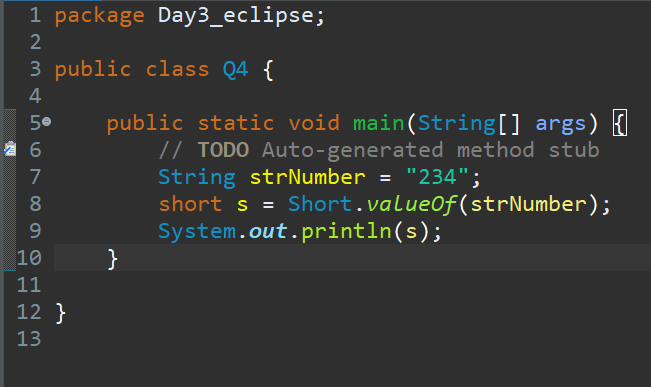 1 package Day3_eclipse;
2
3 public class Q4 {
4
5 public static void main(String[] args) {
6 // TODO Auto-generated method stub
7 String strNumber = "234";
8 short s = Short.valueOf(strNumber);
9 System.out.println(s);
10 }
11
12 }
13